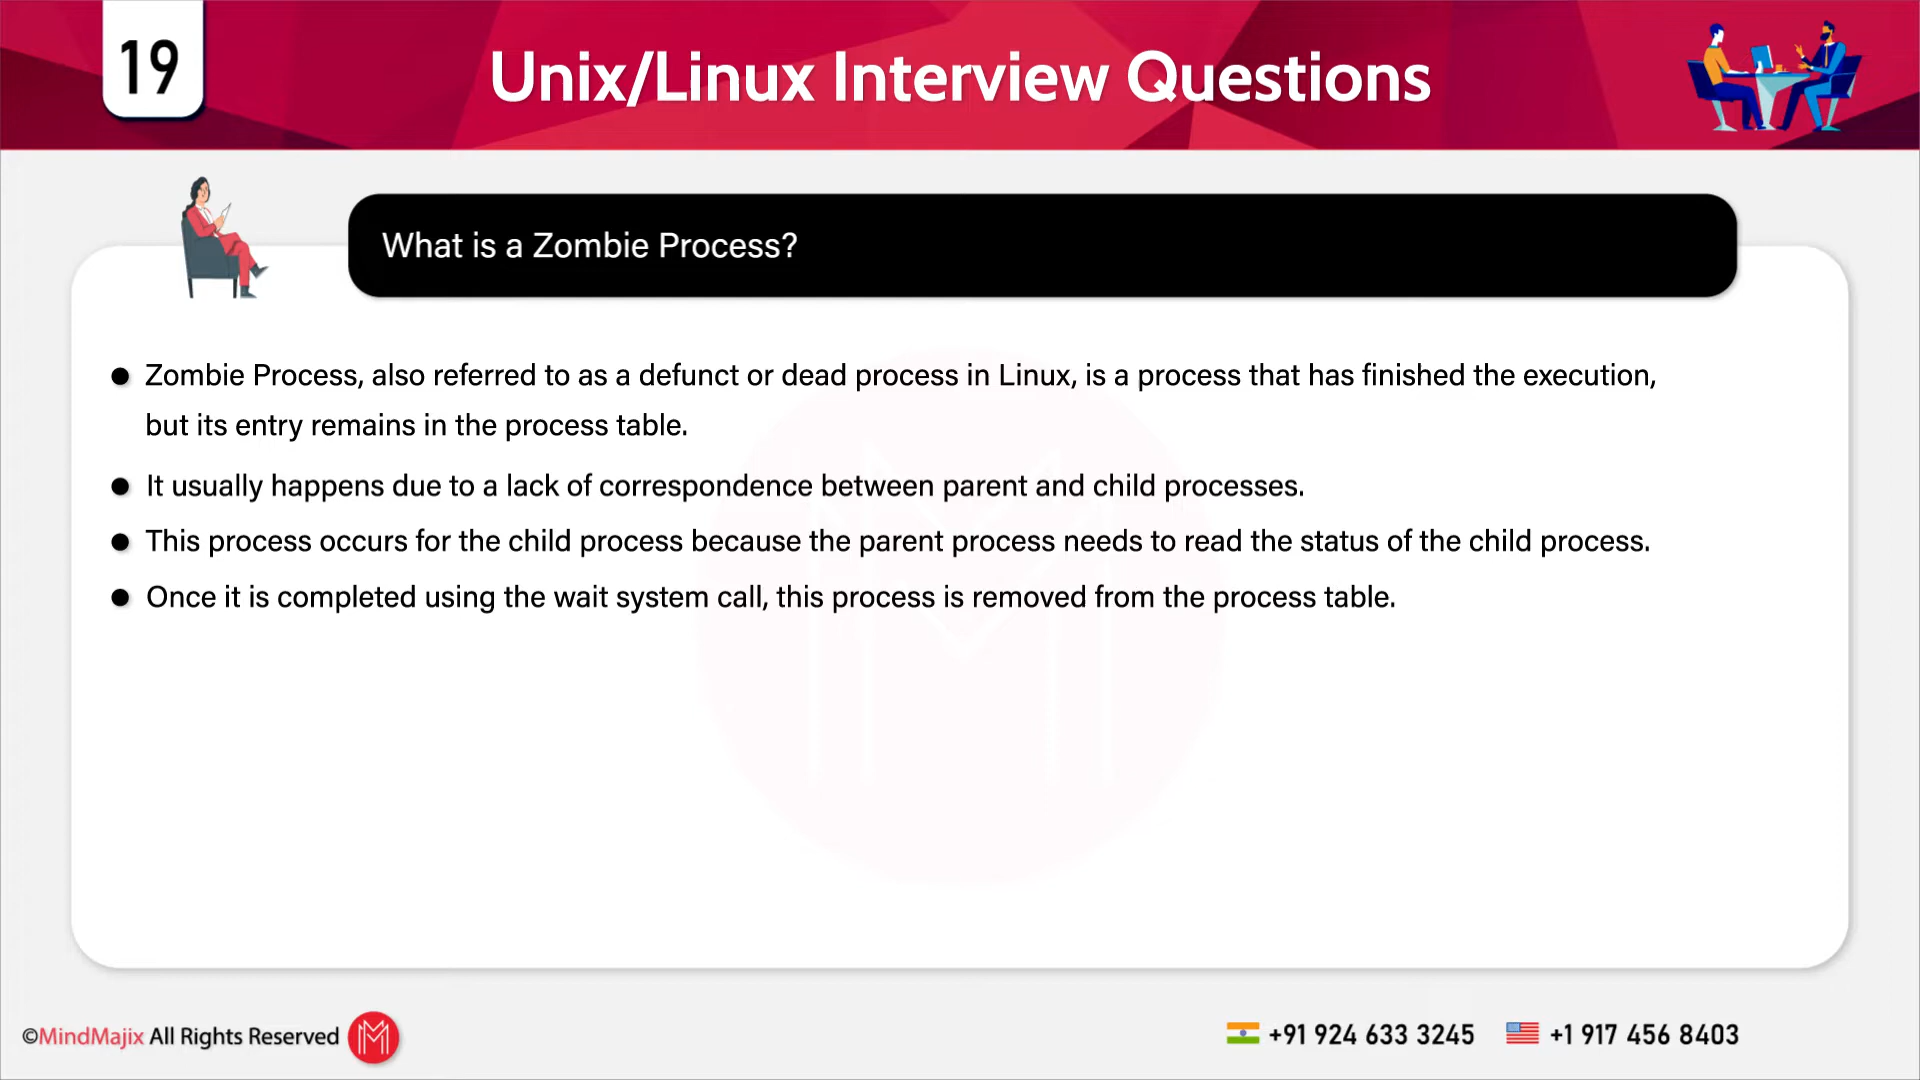 19
Unix/Linux Interview Questions
What is a Zombie Process?
● Zombie Process, also referred to as a defunct or dead process in Linux, is a process that has finished the execution,
but its entry remains in the process table.
● It usually happens due to a lack of correspondence between parent and child processes.
● This process occurs for the child process because the parent process needs to read the status of the child process.
● Once it is completed using the wait system call, this process is removed from the process table.
©MindMajix All Rights Reserved
+91 924 633 3245
+1 917 456 8403